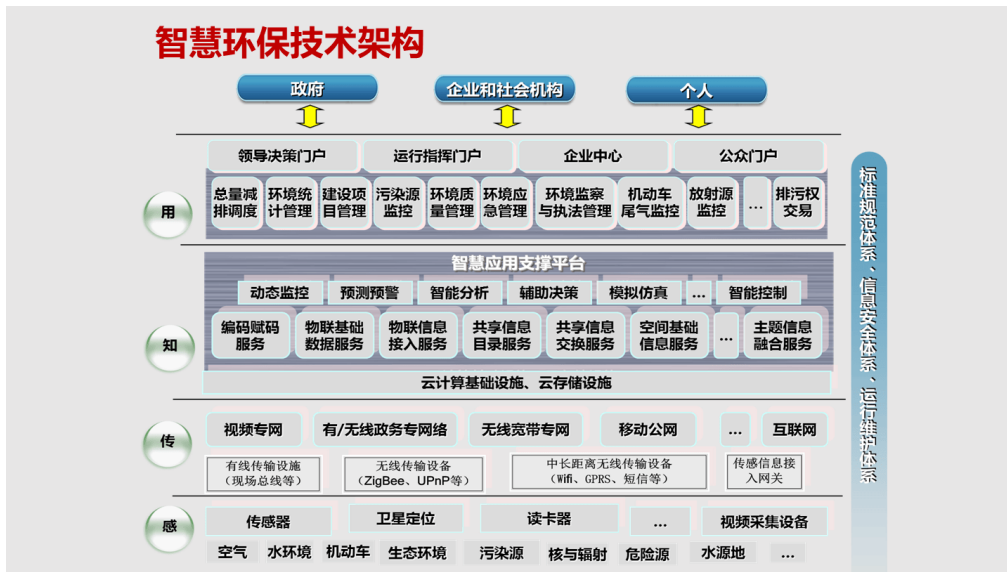 智慧环保技术架构
政府 企业和社会机构 个人
领导决策门户 运行指挥门户 企业中心 公众门户
总量减排调度 环境统计管理 建设项目管理 污染源监控 环境质量管理 环境应急管理 环境监察与执法管理 机动车尾气监控 放射源监控 … 排污权交易
用
智慧应用支撑平台
动态监控 预测预警 智能分析 辅助决策 模拟仿真 … 智能控制
编码赋码服务 物联基础数据服务 物联信息接入服务 共享信息目录服务 共享信息交换服务 空间基础信息服务 … 主题信息融合服务
知
云计算基础设施、云存储设施
视频专网 有/无线政务专网络 无线宽带专网 移动公网 … 互联网
传
有线传输设施（现场总线等） 无线传输设备（ZigBee、UPnP等） 中长距离无线传输设备（Wifi、GPRS、短信等） 传感信息接入网关
感
传感器 卫星定位 读卡器 … 视频采集设备
空气 水环境 机动车 生态环境 污染源 核与辐射 危险源 水源地 …
标准规范体系、信息安全体系、运行维护体系